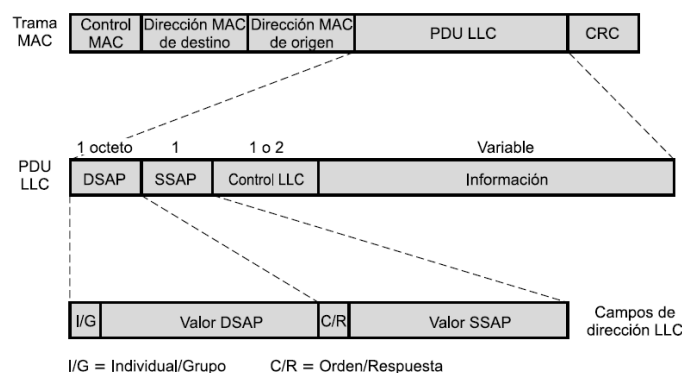 Trama MAC
Control MAC
Dirección MAC de destino
Dirección MAC de origen
PDU LLC
CRC
1 octeto
1
1 o 2
Variable
PDU LLC
DSAP
SSAP
Control LLC
Información
I/G
Valor DSAP
C/R
Valor SSAP
Campos de dirección LLC
I/G = Individual/Grupo
C/R = Orden/Respuesta